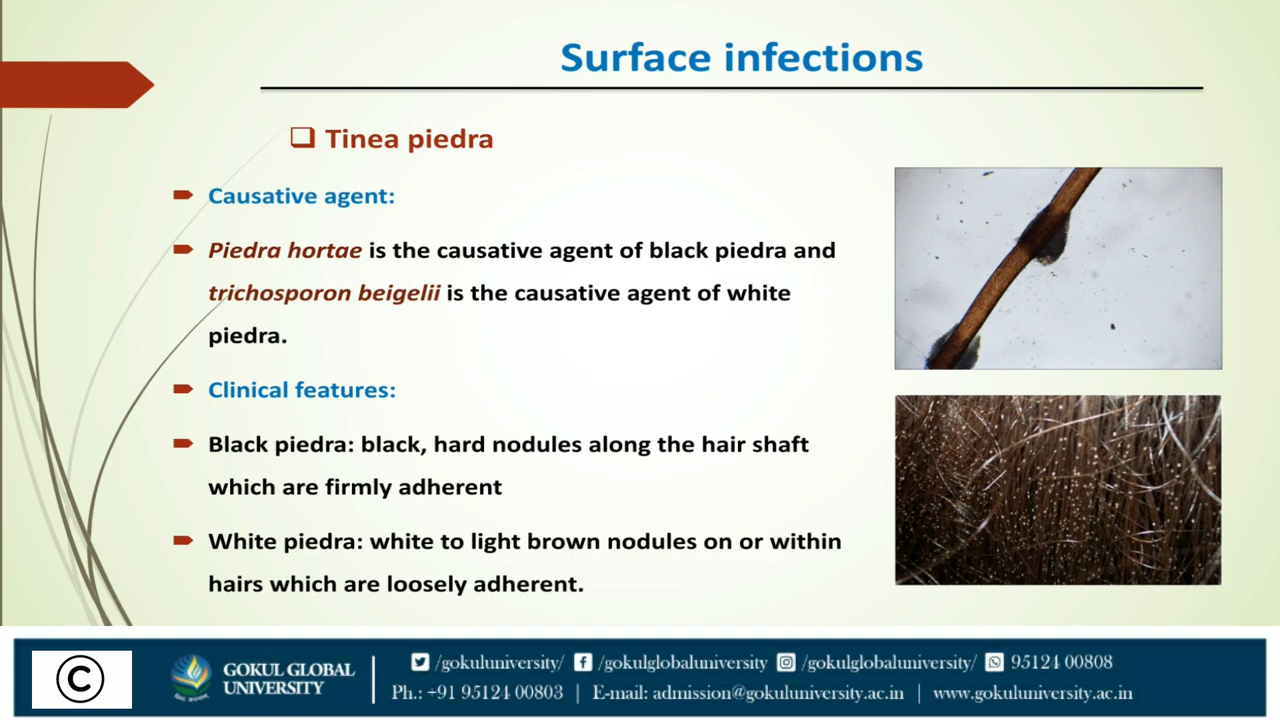 Surface infections
Tinea piedra
Causative agent:
Piedra hortae is the causative agent of black piedra and
trichosporon beigelii is the causative agent of white
piedra.
Clinical features:
Black piedra: black, hard nodules along the hair shaft
which are firmly adherent
White piedra: white to light brown nodules on or within
hairs which are loosely adherent.
©
GOKUL GLOBAL
UNIVERSITY
/gokuluniversity/ /gokulglobaluniversity /gokulglobaluniversity/ 95124 00808
Ph.: +91 95124 00803 | E-mail: admission@gokuluniversity.ac.in | www.gokuluniversity.ac.in